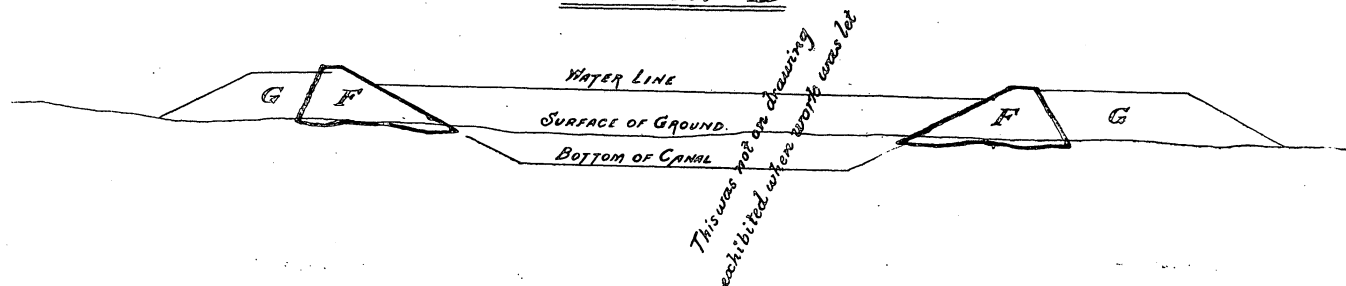 WATER LINE
G F
F G
SURFACE OF GROUND.
BOTTOM OF CANAL
This was not on drawing
exhibited when work was let